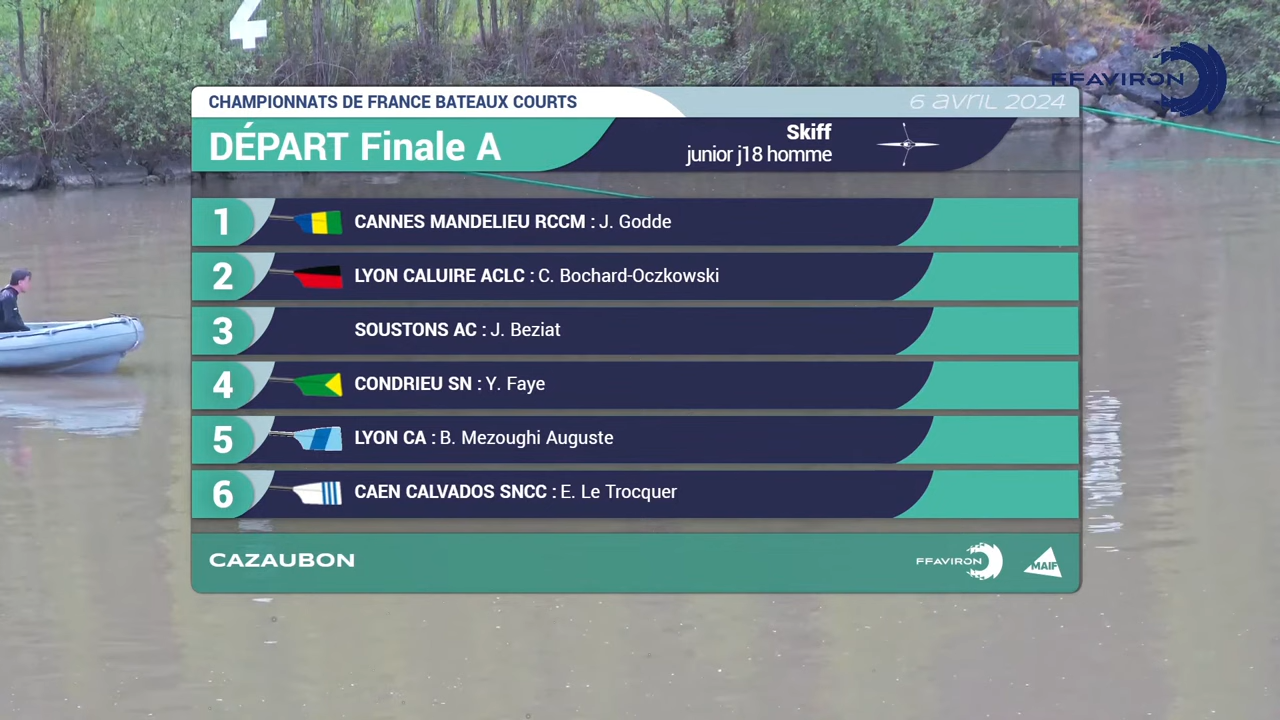 4
FFAVIRON
CHAMPIONNATS DE FRANCE BATEAUX COURTS
6 avril 2024
DÉPART Finale A
Skiff
junior j18 homme
1 CANNES MANDELIEU RCCM : J. Godde
2 LYON CALUIRE ACLC : C. Bochard-Oczkowski
3 SOUSTONS AC : J. Beziat
4 CONDRIEU SN : Y. Faye
5 LYON CA : B. Mezoughi Auguste
6 CAEN CALVADOS SNCC : E. Le Trocquer
CAZAUBON
FFAVIRON
MAIF